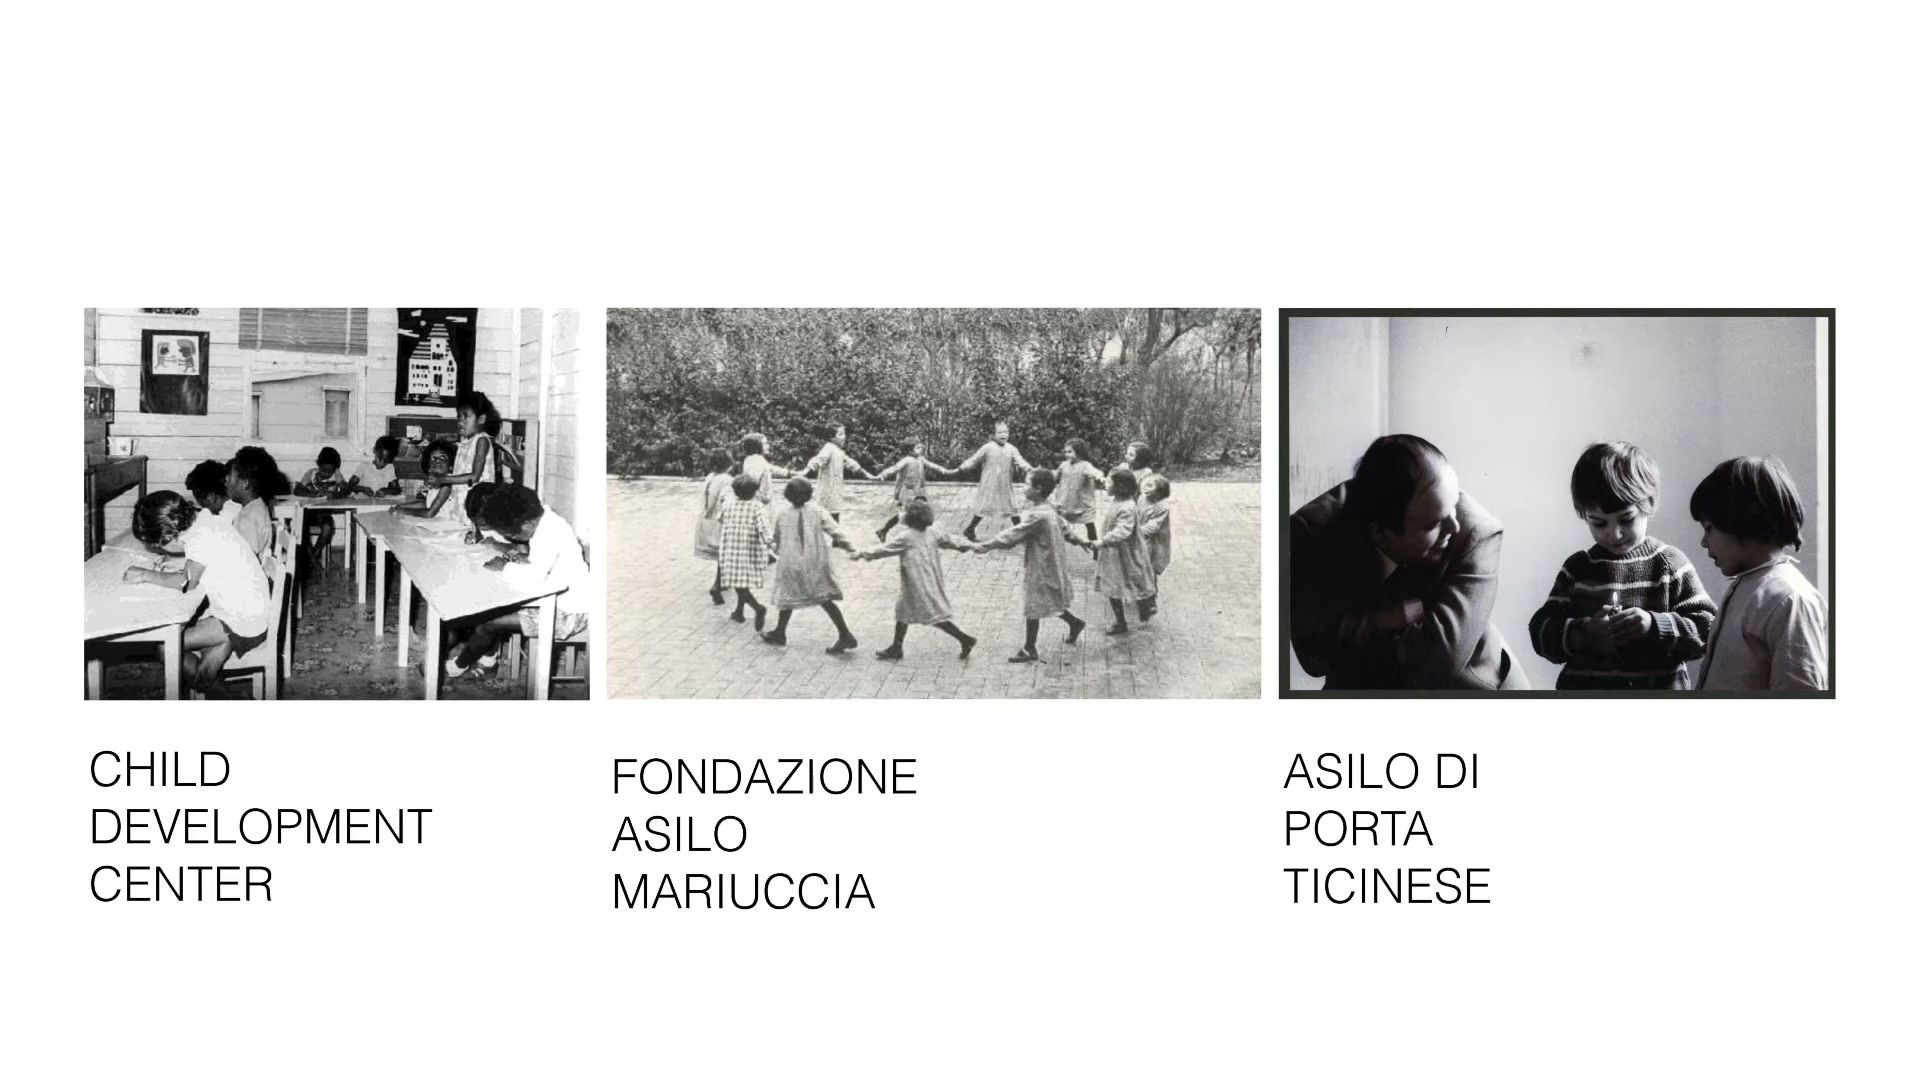 CHILD
DEVELOPMENT
CENTER
FONDAZIONE
ASILO
MARIUCCIA
ASILO DI
PORTA
TICINESE